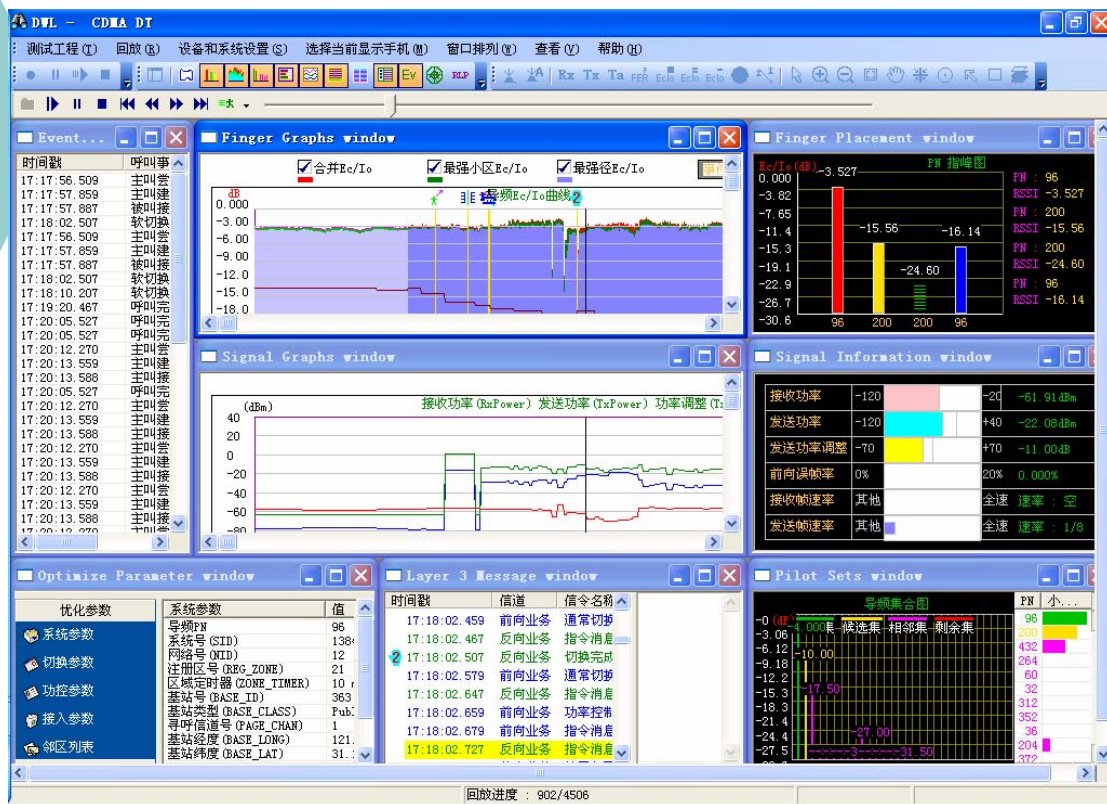 DWL - CDMA DT
测试工程(T) 回放(R) 设备和系统设置(S) 选择当前显示手机(M) 窗口排列(W) 查看(V) 帮助(H)
Ev RLP Rx Tx Ta FER EcIo EcIo EcIo
Event...
时间戳 呼叫事
17:17:56.509 主叫尝
17:17:57.859 主叫建
17:17:57.887 被叫接
17:18:02.507 软切换
17:17:56.509 主叫尝
17:17:57.859 主叫建
17:17:57.887 被叫接
17:18:02.507 软切换
17:18:10.207 软切换
17:19:20.467 呼叫完
17:20:05.527 呼叫完
17:20:05.527 呼叫完
17:20:12.270 主叫尝
17:20:13.559 主叫建
17:20:13.588 主叫接
17:20:05.527 呼叫完
17:20:12.270 主叫尝
17:20:13.559 主叫建
17:20:13.588 主叫接
17:20:12.270 主叫尝
17:20:13.559 主叫建
17:20:13.588 主叫接
17:20:12.270 主叫尝
17:20:13.559 主叫建
17:20:13.588 主叫接
Finger Graphs window
合并Ec/Io 最强小区Ec/Io 最强径Ec/Io
dB 导频Ec/Io曲线 2
0.000
-3.00
-6.00
-9.00
-12.0
-15.0
-18.0
Finger Placement window
Ec/Io(dB) PN 指峰图
0.000
-3.82
-7.65
-11.4
-15.3
-19.1
-22.9
-26.7
-30.6
-3.527
-15.56
-24.60
-16.14
96 200 200 96
PN : 96
RSSI -3.527
PN : 200
RSSI -15.56
PN : 200
RSSI -24.60
PN : 96
RSSI -16.14
Signal Graphs window
(dBm) 接收功率(RxPower) 发送功率(TxPower) 功率调整
40
20
0
-20
-40
-60
-80
Signal Information window
接收功率 -120 -20 -61.91dBm
发送功率 -120 +40 -22.08dBm
发送功率调整 -70 +70 -11.00dB
前向误帧率 0% 20% 0.000%
接收帧速率 其他 全速 速率 : 空
发送帧速率 其他 全速 速率 : 1/8
Optimize Parameter window
优化参数
系统参数
切换参数
功控参数
接入参数
邻区列表
系统参数 值
导频PN 96
系统号(SID) 138
网络号(NID) 12
注册区号(REG_ZONE) 21
区域定时器(ZONE_TIMER) 10
基站号(BASE_ID) 363
基站类型(BASE_CLASS) Pub
寻呼信道号(PAGE_CHAN) 1
基站经度(BASE_LONG) 121.
基站纬度(BASE_LAT) 31.
Layer 3 Message window
时间戳 信道 信令名称
17:18:02.459 前向业务 通常切换
17:18:02.467 反向业务 指令消息
2 17:18:02.507 反向业务 切换完成
17:18:02.579 前向业务 通常切换
17:18:02.647 反向业务 指令消息
17:18:02.659 前向业务 功率控制
17:18:02.679 前向业务 指令消息
17:18:02.727 反向业务 指令消息
Pilot Sets window
导频集合图
候选集 相邻集 剩余集
-3.06
-6.12
-9.18
-12.2
-15.3
-18.3
-21.4
-24.4
-27.5
-4.000
-10.00
-17.50
-27.00
-31.50
PN 小...
96
200
432
264
60
32
312
352
36
204
372
回放进度 : 902/4506